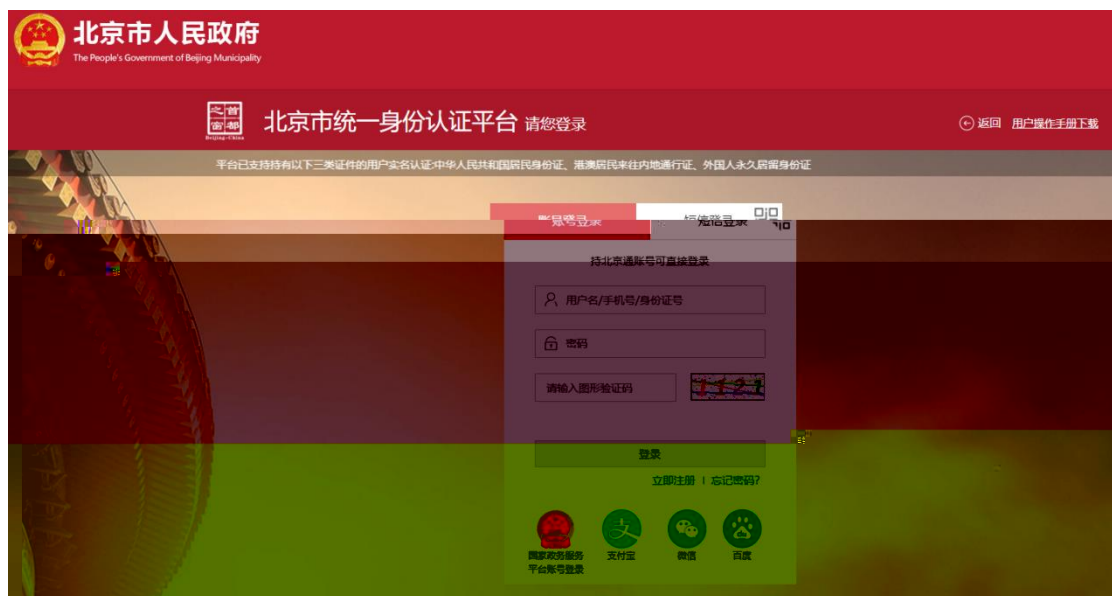 北京市人民政府
The People's Government of Beijing Municipality
首都之窗
Beijing-China
北京市统一身份认证平台 请您登录
返回 用户操作手册下载
平台已支持持有以下三类证件的用户实名认证:中华人民共和国居民身份证、港澳居民来往内地通行证、外国人永久居留身份证
账号登录 短信登录
持北京通账号可直接登录
用户名/手机号/身份证号
密码
请输入图形验证码
登录
立即注册 | 忘记密码?
国家政务服务
平台账号登录
支付宝
微信
百度